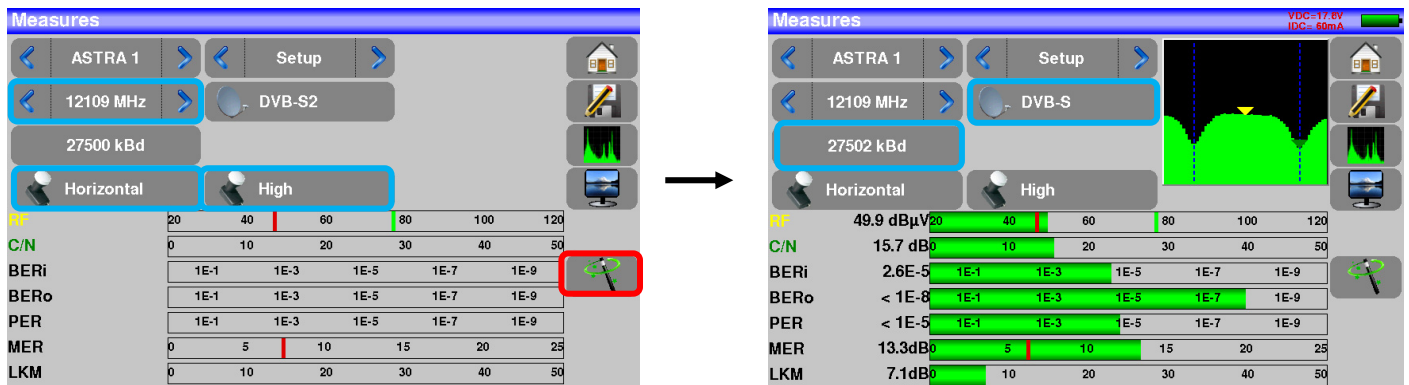 Measures
ASTRA 1 Setup
12109 MHz DVB-S2
27500 kBd
Horizontal High
RF 20 40 60 80 100 120
C/N 0 10 20 30 40 50
BERi 1E-1 1E-3 1E-5 1E-7 1E-9
BERo 1E-1 1E-3 1E-5 1E-7 1E-9
PER 1E-1 1E-3 1E-5 1E-7 1E-9
MER 0 5 10 15 20 25
LKM 0 10 20 30 40 50
Measures VDC=17.6V
IDC= 60mA
ASTRA 1 Setup
12109 MHz DVB-S
27502 kBd
Horizontal High
RF 49.9 dBµV 20 40 60 80 100 120
C/N 15.7 dB 0 10 20 30 40 50
BERi 2.6E-5 1E-1 1E-3 1E-5 1E-7 1E-9
BERo < 1E-8 1E-1 1E-3 1E-5 1E-7 1E-9
PER < 1E-5 1E-1 1E-3 1E-5 1E-7 1E-9
MER 13.3dB 0 5 10 15 20 25
LKM 7.1dB 0 10 20 30 40 50